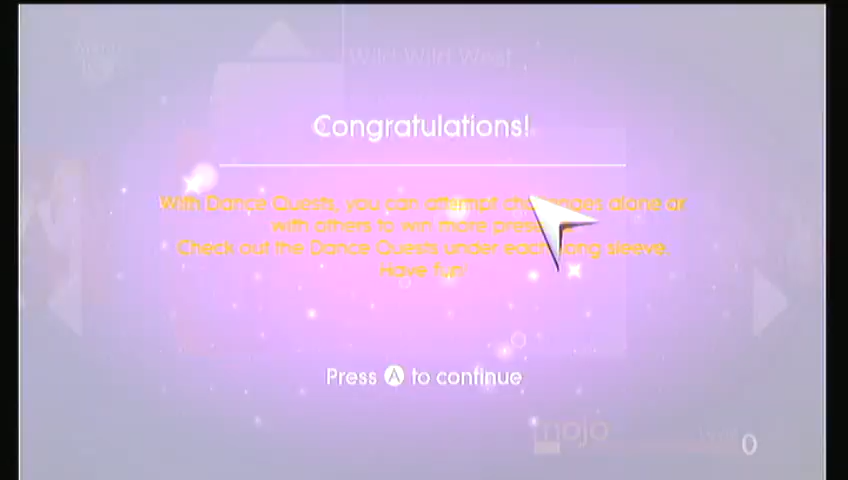 Wild Wild West
Congratulations!
With Dance Quests, you can attempt challenges alone or
with others to win more presents.
Check out the Dance Quests under each song sleeve.
Have fun!
Press A to continue
mojo
0